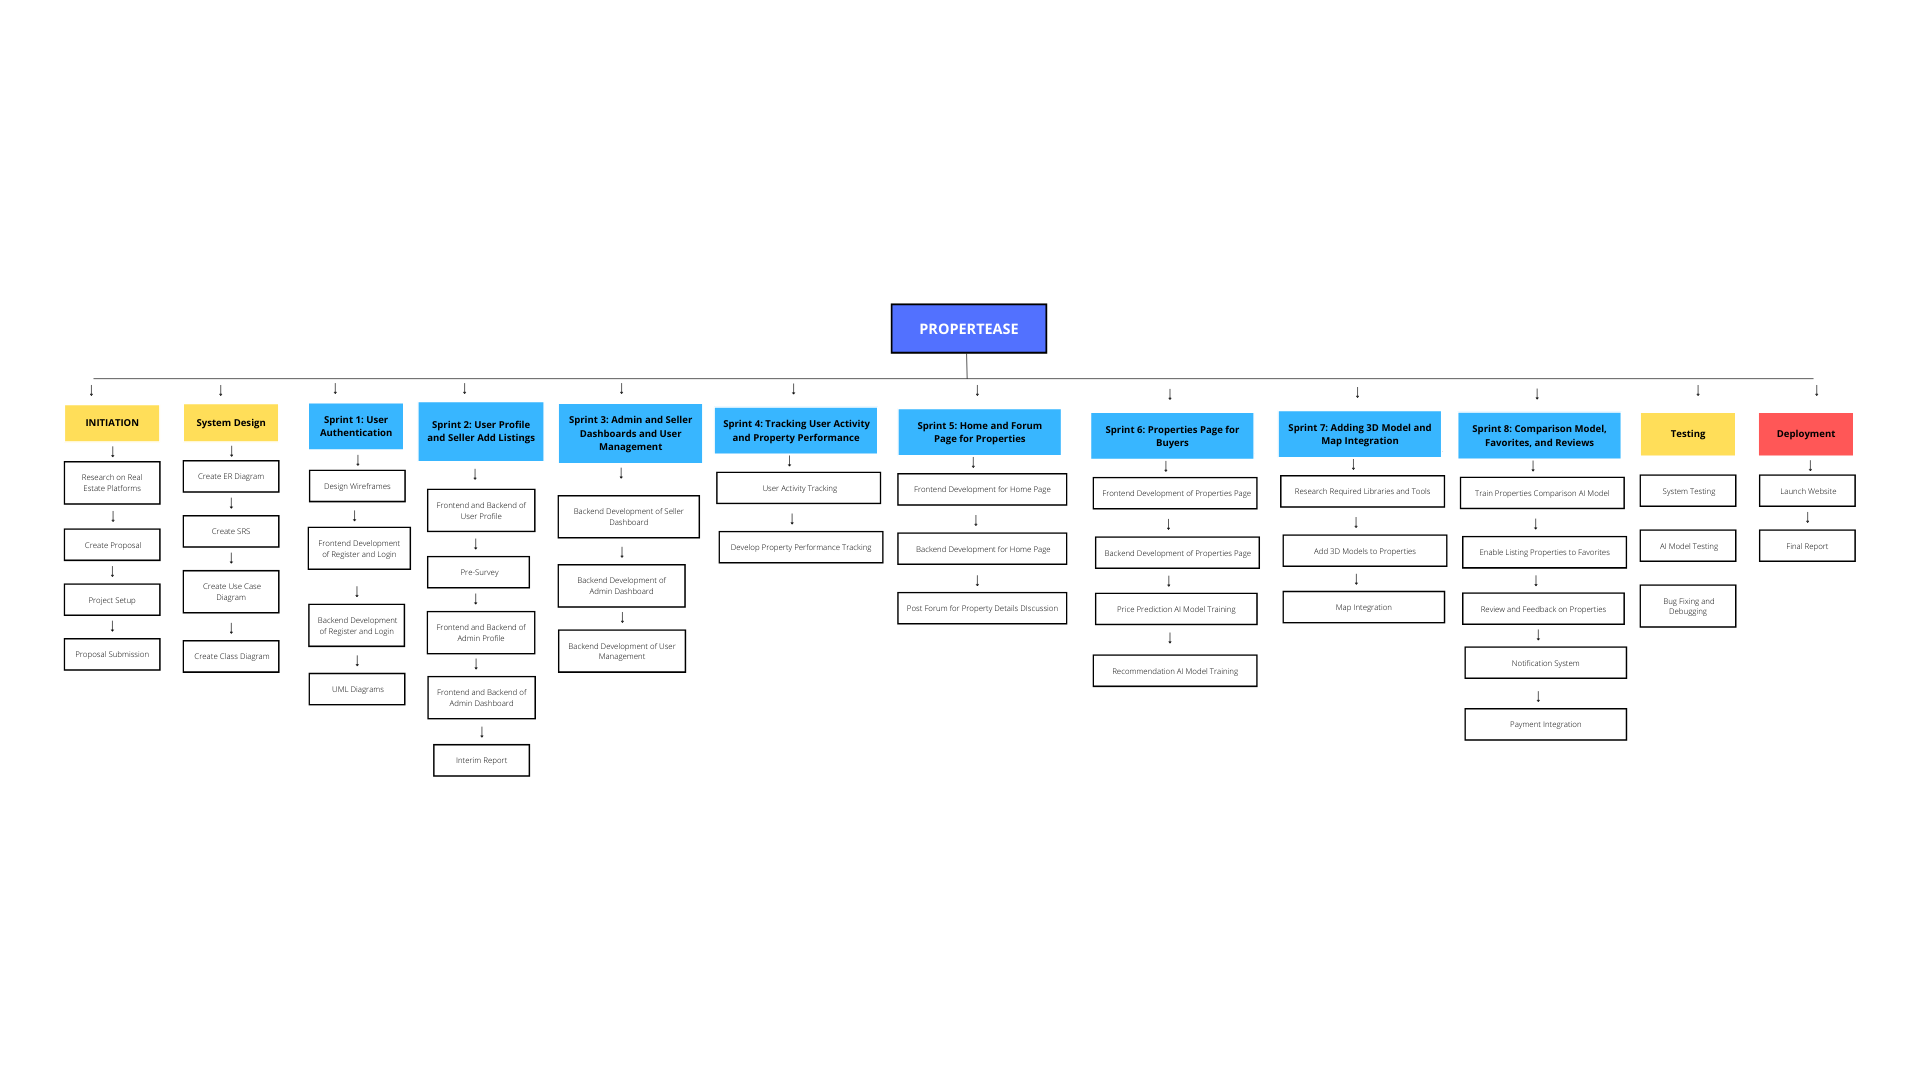 PROPERTEASE
INITIATION
Research on Real
Estate Platforms
Create Proposal
Project Setup
Proposal Submission
System Design
Create ER Diagram
Create SRS
Create Use Case
Diagram
Create Class Diagram
Sprint 1: User
Authentication
Design Wireframes
Frontend Development
of Register and Login
Backend Development
of Register and Login
UML Diagrams
Sprint 2: User Profile
and Seller Add Listings
Frontend and Backend of
User Profile
Pre-Survey
Frontend and Backend of
Admin Profile
Frontend and Backend of
Admin Dashboard
Interim Report
Sprint 3: Admin and Seller
Dashboards and User
Management
Backend Development of Seller
Dashboard
Backend Development of
Admin Dashboard
Backend Development of User
Management
Sprint 4: Tracking User Activity
and Property Performance
User Activity Tracking
Develop Property Performance Tracking
Sprint 5: Home and Forum
Page for Properties
Frontend Development for Home Page
Backend Development for Home Page
Post Forum for Property Details DIscussion
Sprint 6: Properties Page for
Buyers
Frontend Development of Properties Page
Backend Development of Properties Page
Price Prediction AI Model Training
Recommendation AI Model Training
Sprint 7: Adding 3D Model and
Map Integration
Research Required Libraries and Tools
Add 3D Models to Properties
Map Integration
Sprint 8: Comparison Model,
Favorites, and Reviews
Train Properties Comparison AI Model
Enable Listing Properties to Favorites
Review and Feedback on Properties
Notification System
Payment Integration
Testing
System Testing
AI Model Testing
Bug Fixing and
Debugging
Deployment
Launch Website
Final Report